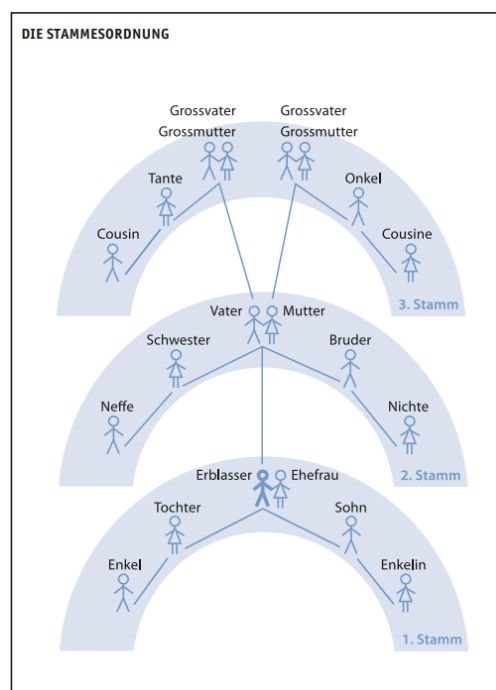 DIE STAMMESORDNUNG
Grossvater Grossvater
Grossmutter Grossmutter
Tante Onkel
Cousin Cousine
3. Stamm
Vater Mutter
Schwester Bruder
Neffe Nichte
2. Stamm
Erblasser Ehefrau
Tochter Sohn
Enkel Enkelin
1. Stamm